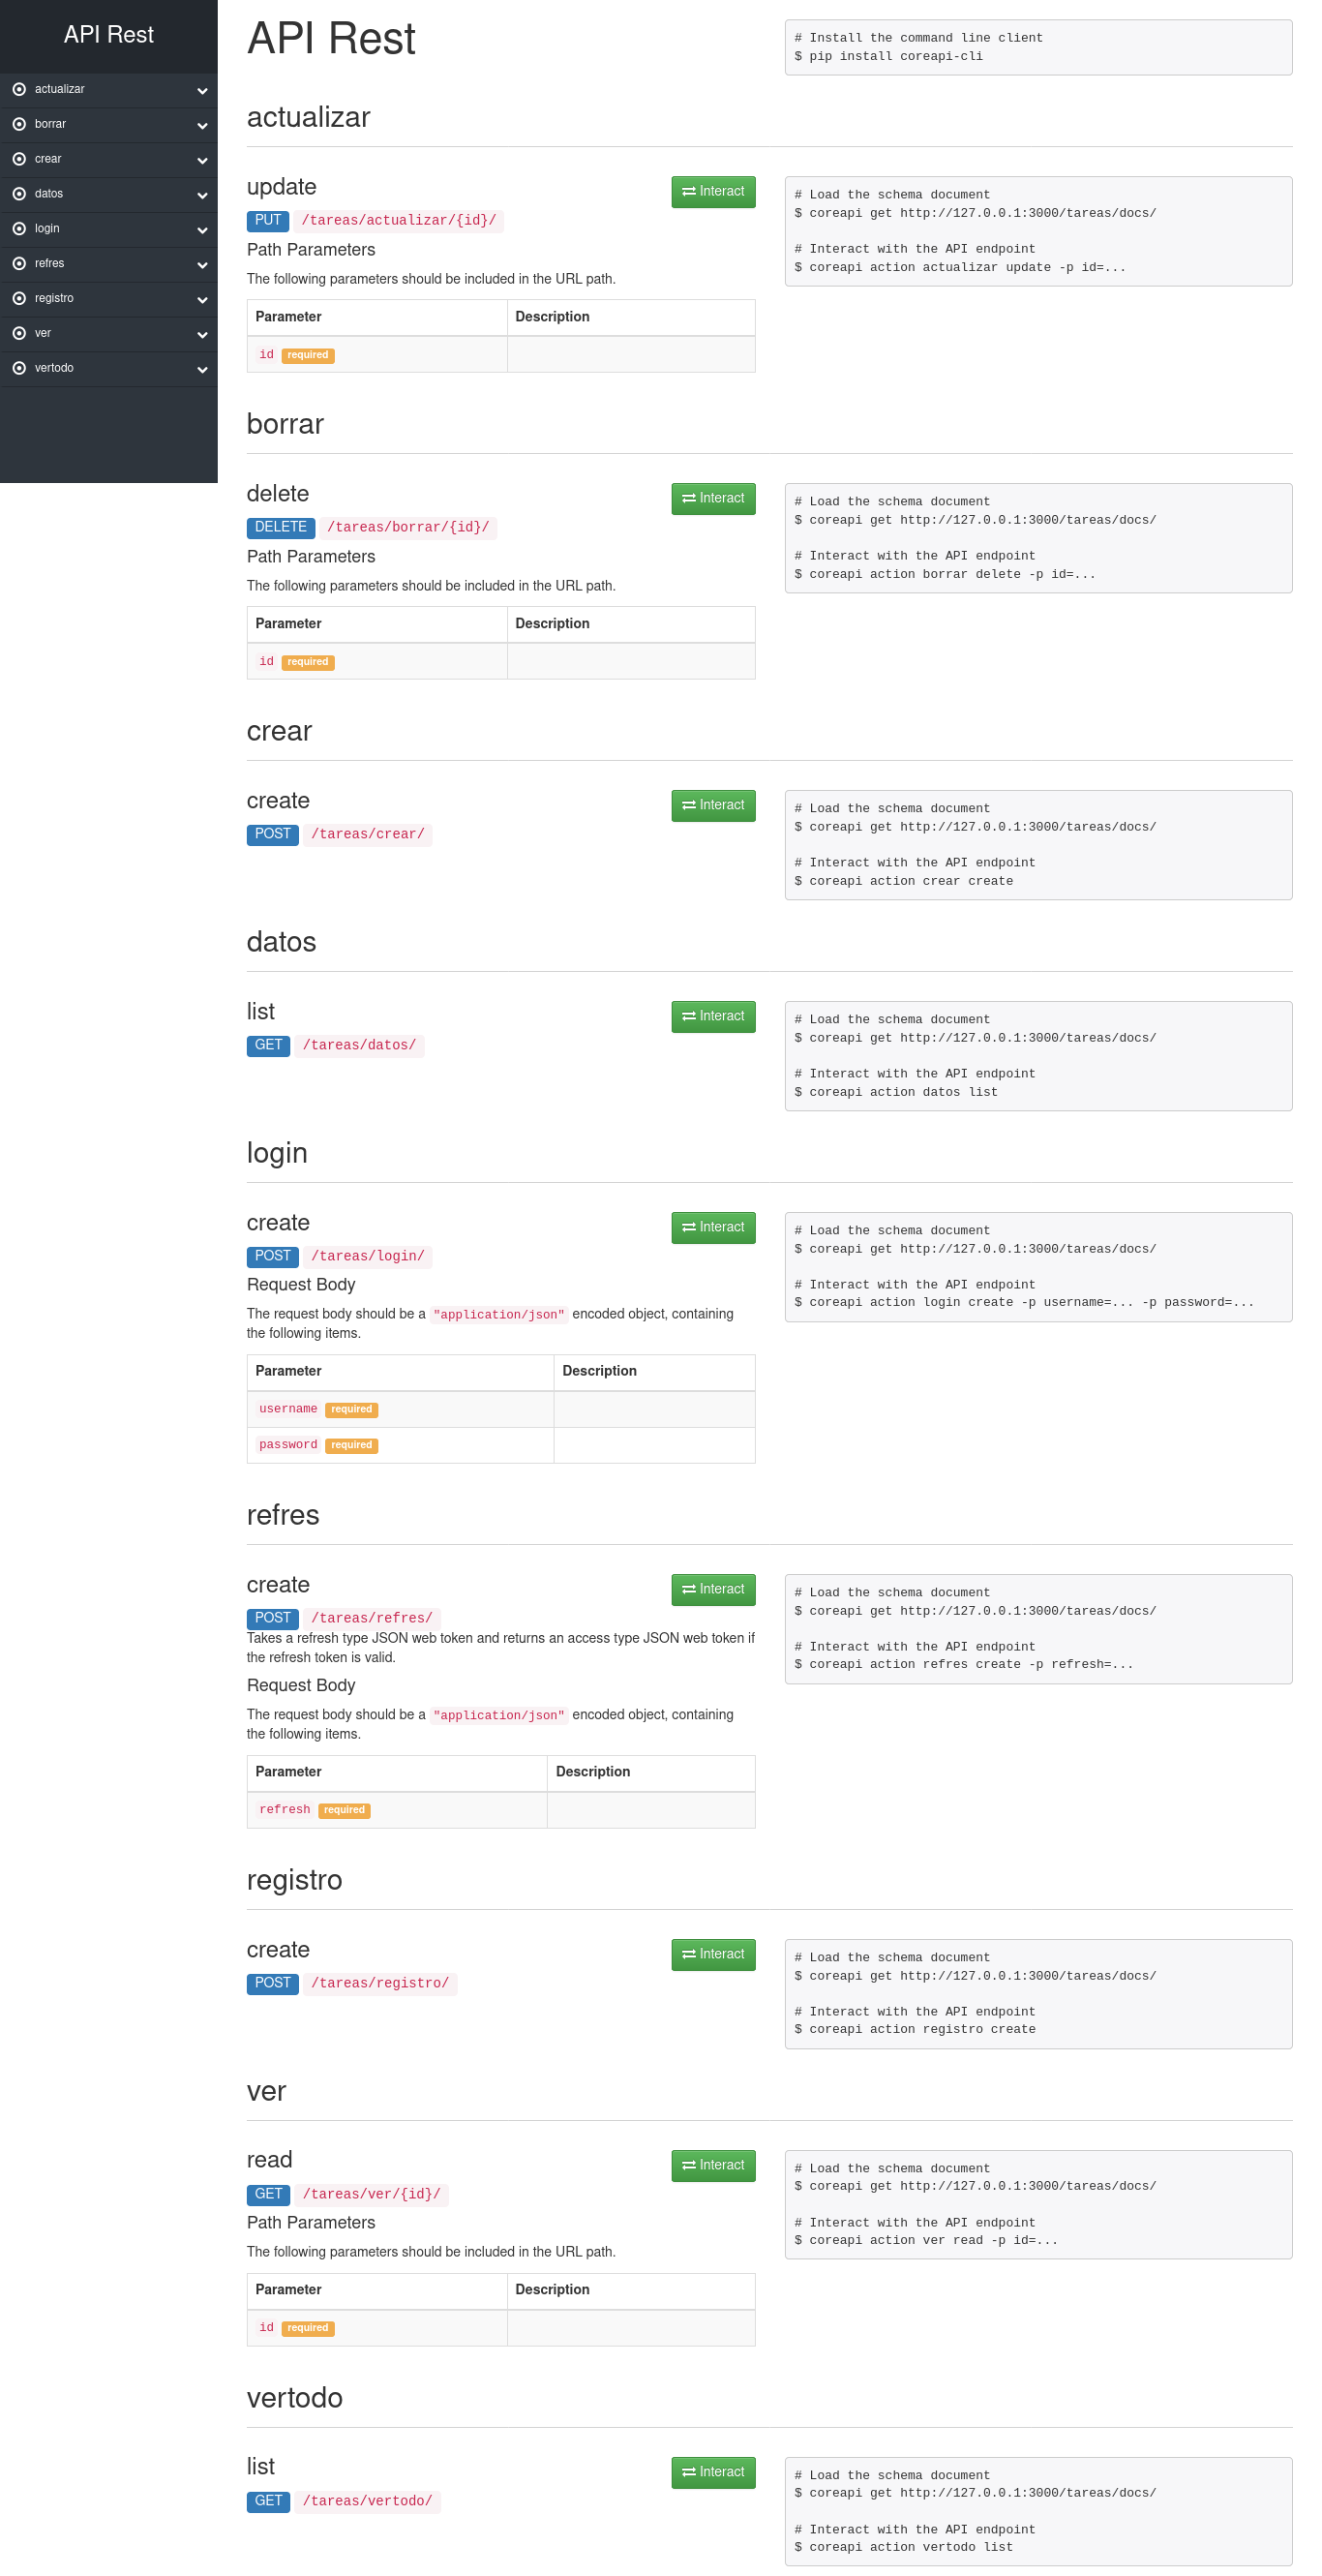 API Rest
actualizar
borrar
crear
datos
login
refres
registro
ver
vertodo
API Rest
# Install the command line client
$ pip install coreapi-cli
actualizar
update
Interact
PUT /tareas/actualizar/{id}/
Path Parameters
The following parameters should be included in the URL path.
Parameter Description
id required
# Load the schema document
$ coreapi get http://127.0.0.1:3000/tareas/docs/
# Interact with the API endpoint
$ coreapi action actualizar update -p id=...
borrar
delete
Interact
DELETE /tareas/borrar/{id}/
Path Parameters
The following parameters should be included in the URL path.
Parameter Description
id required
# Load the schema document
$ coreapi get http://127.0.0.1:3000/tareas/docs/
# Interact with the API endpoint
$ coreapi action borrar delete -p id=...
crear
create
Interact
POST /tareas/crear/
# Load the schema document
$ coreapi get http://127.0.0.1:3000/tareas/docs/
# Interact with the API endpoint
$ coreapi action crear create
datos
list
Interact
GET /tareas/datos/
# Load the schema document
$ coreapi get http://127.0.0.1:3000/tareas/docs/
# Interact with the API endpoint
$ coreapi action datos list
login
create
Interact
POST /tareas/login/
Request Body
The request body should be a "application/json" encoded object, containing
the following items.
Parameter Description
username required
password required
# Load the schema document
$ coreapi get http://127.0.0.1:3000/tareas/docs/
# Interact with the API endpoint
$ coreapi action login create -p username=... -p password=...
refres
create
Interact
POST /tareas/refres/
Takes a refresh type JSON web token and returns an access type JSON web token if
the refresh token is valid.
Request Body
The request body should be a "application/json" encoded object, containing
the following items.
Parameter Description
refresh required
# Load the schema document
$ coreapi get http://127.0.0.1:3000/tareas/docs/
# Interact with the API endpoint
$ coreapi action refres create -p refresh=...
registro
create
Interact
POST /tareas/registro/
# Load the schema document
$ coreapi get http://127.0.0.1:3000/tareas/docs/
# Interact with the API endpoint
$ coreapi action registro create
ver
read
Interact
GET /tareas/ver/{id}/
Path Parameters
The following parameters should be included in the URL path.
Parameter Description
id required
# Load the schema document
$ coreapi get http://127.0.0.1:3000/tareas/docs/
# Interact with the API endpoint
$ coreapi action ver read -p id=...
vertodo
list
Interact
GET /tareas/vertodo/
# Load the schema document
$ coreapi get http://127.0.0.1:3000/tareas/docs/
# Interact with the API endpoint
$ coreapi action vertodo list